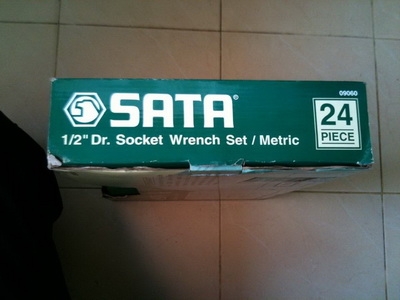 09060
SATA®
24
PIECE
1/2" Dr. Socket Wrench Set / Metric